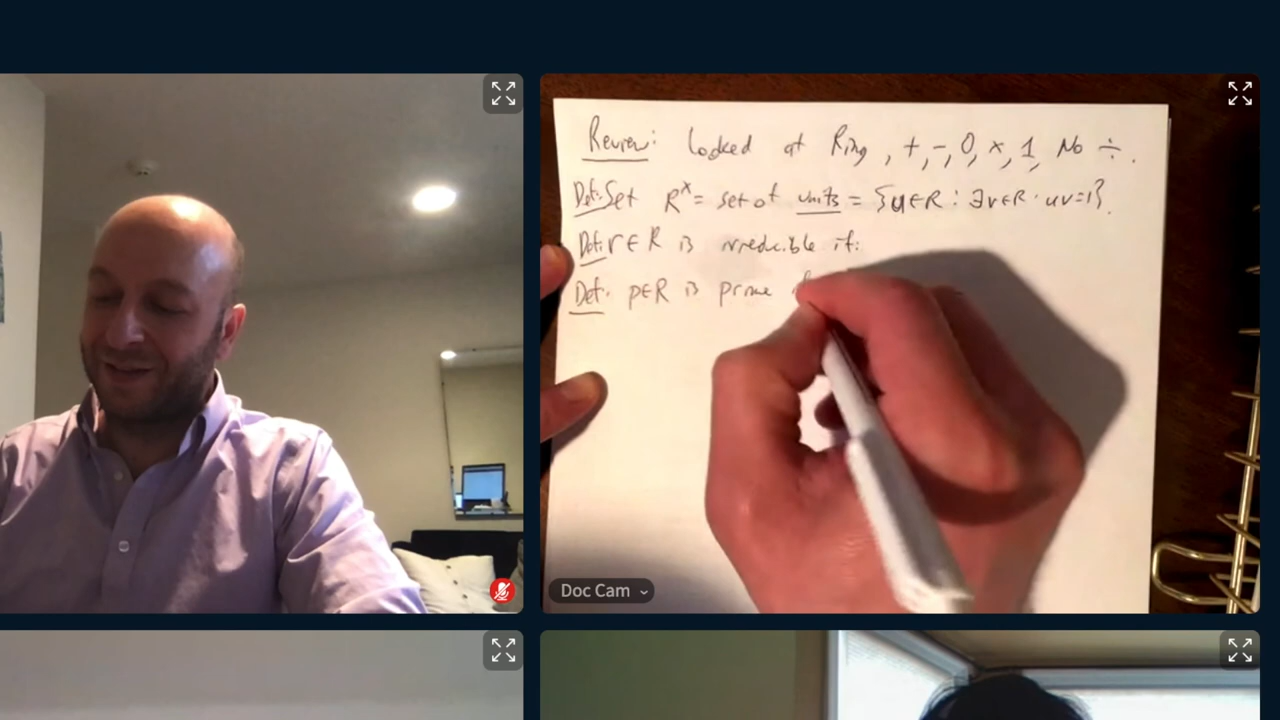 Review: Looked at Ring, +, -, 0, ×, 1, No ÷.
Def: Set R^× = set of units = {u∈R : ∃v∈R · uv=1}.
Def: r∈R is irreducible if:
Def: p∈R is prime
Doc Cam